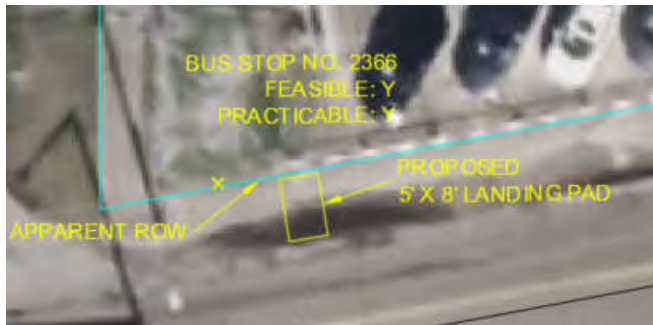 BUS STOP NO. 2366
FEASIBLE: Y
PRACTICABLE: Y
PROPOSED
5' X 8' LANDING PAD
APPARENT ROW